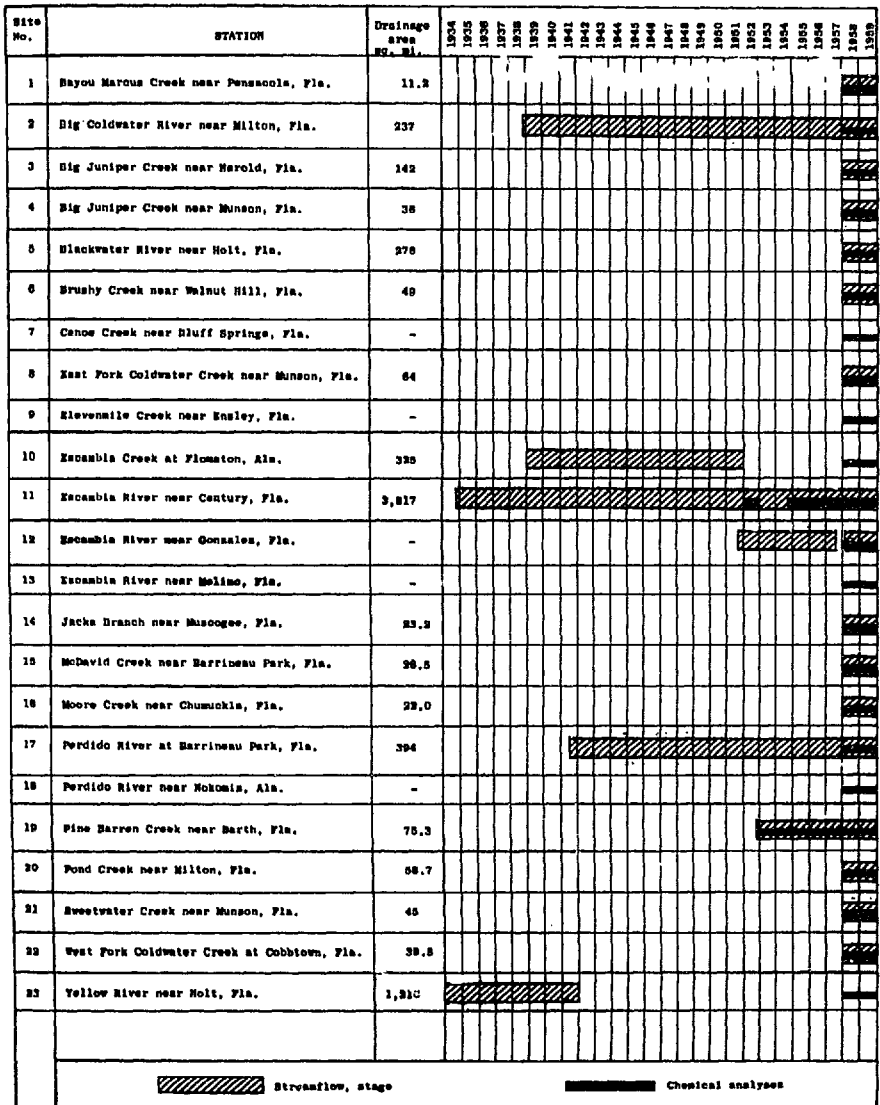 Site No. STATION Drainage area sq. mi. 1934 1935 1936 1937 1938 1939 1940 1941 1942 1943 1944 1945 1946 1947 1948 1949 1950 1951 1952 1953 1954 1955 1956 1957 1958 1959
1 Bayou Marcus Creek near Pensacola, Fla. 11.2
2 Big Coldwater River near Milton, Fla. 237
3 Big Juniper Creek near Harold, Fla. 142
4 Big Juniper Creek near Munson, Fla. 36
5 Blackwater River near Holt, Fla. 276
6 Brushy Creek near Walnut Hill, Fla. 49
7 Canoe Creek near Bluff Springs, Fla. -
8 East Fork Coldwater Creek near Munson, Fla. 64
9 Elevenmile Creek near Ensley, Fla. -
10 Escambia Creek at Flomaton, Ala. 325
11 Escambia River near Century, Fla. 3,817
12 Escambia River near Gonzales, Fla. -
13 Escambia River near Molino, Fla. -
14 Jacks Branch near Muscogee, Fla. 23.2
15 McDavid Creek near Barrineau Park, Fla. 26.5
16 Moore Creek near Chumuckla, Fla. 22.0
17 Perdido River at Barrineau Park, Fla. 394
18 Perdido River near Nokomis, Ala. -
19 Pine Barren Creek near Barth, Fla. 75.3
20 Pond Creek near Milton, Fla. 58.7
21 Sweetwater Creek near Munson, Fla. 45
22 West Fork Coldwater Creek at Cobbtown, Fla. 39.5
23 Yellow River near Holt, Fla. 1,210
Streamflow, stage Chemical analyses